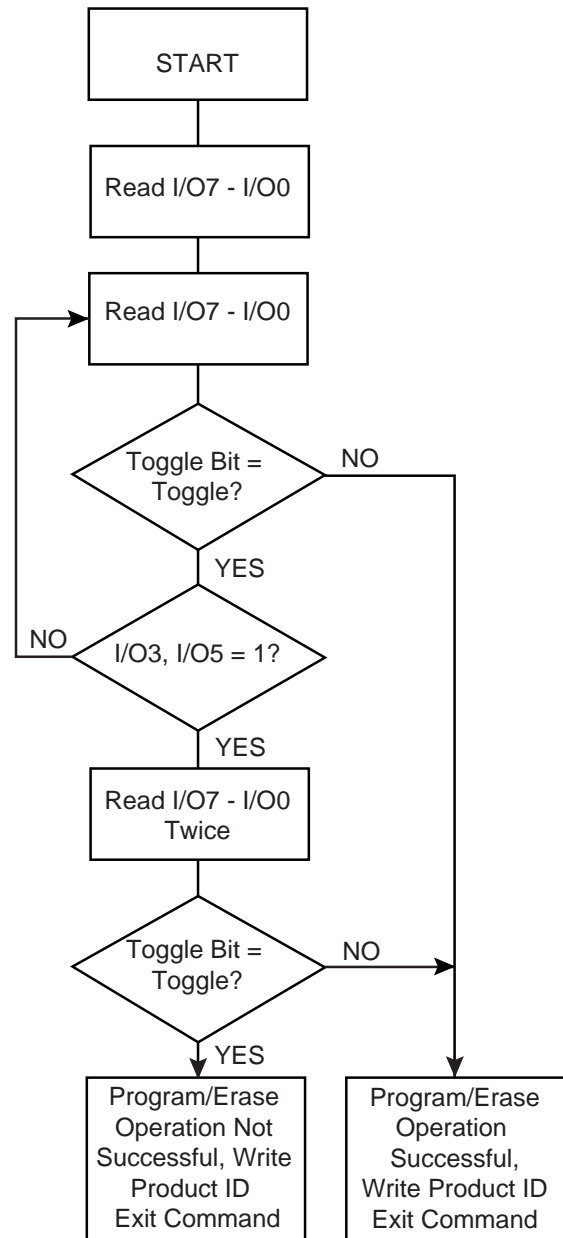 START
Read I/O7 - I/O0
Read I/O7 - I/O0
Toggle Bit =
Toggle?
NO
YES
NO
I/O3, I/O5 = 1?
YES
Read I/O7 - I/O0
Twice
Toggle Bit =
Toggle?
NO
YES
Program/Erase
Operation Not
Successful, Write
Product ID
Exit Command
Program/Erase
Operation
Successful,
Write Product ID
Exit Command